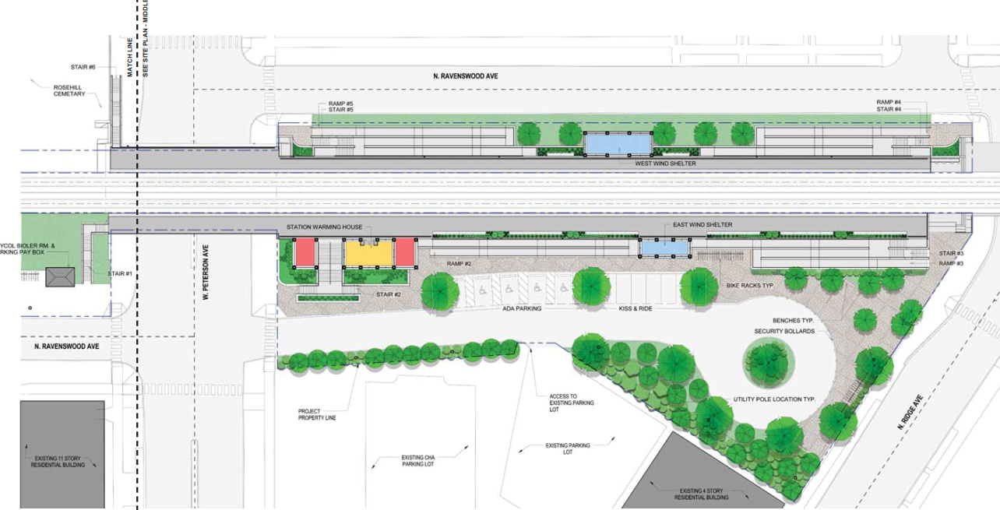 MATCH LINE
SEE SITE PLAN - MIDDLE
STAIR #6
ROSEHILL
CEMETARY
N. RAVENSWOOD AVE
RAMP #5
STAIR #5
RAMP #4
STAIR #4
WEST WIND SHELTER
STATION WARMING HOUSE
EAST WIND SHELTER
YCOL BIOLER RM. &
RKING PAY BOX
STAIR #1
W. PETERSON AVE
RAMP #2
STAIR #2
STAIR #3
RAMP #3
BIKE RACKS TYP.
ADA PARKING
KISS & RIDE
BENCHES TYP.
SECURITY BOLLARDS
N. RAVENSWOOD AVE
UTILITY POLE LOCATION TYP.
PROJECT
PROPERTY LINE
ACCESS TO
EXISTING PARKING
LOT
N. RIDGE AVE
EXISTING 11 STORY
RESIDENTIAL BUILDING
EXISTING CHA
PARKING LOT
EXISTING PARKING
LOT
EXISTING 4 STORY
RESIDENTIAL BUILDING